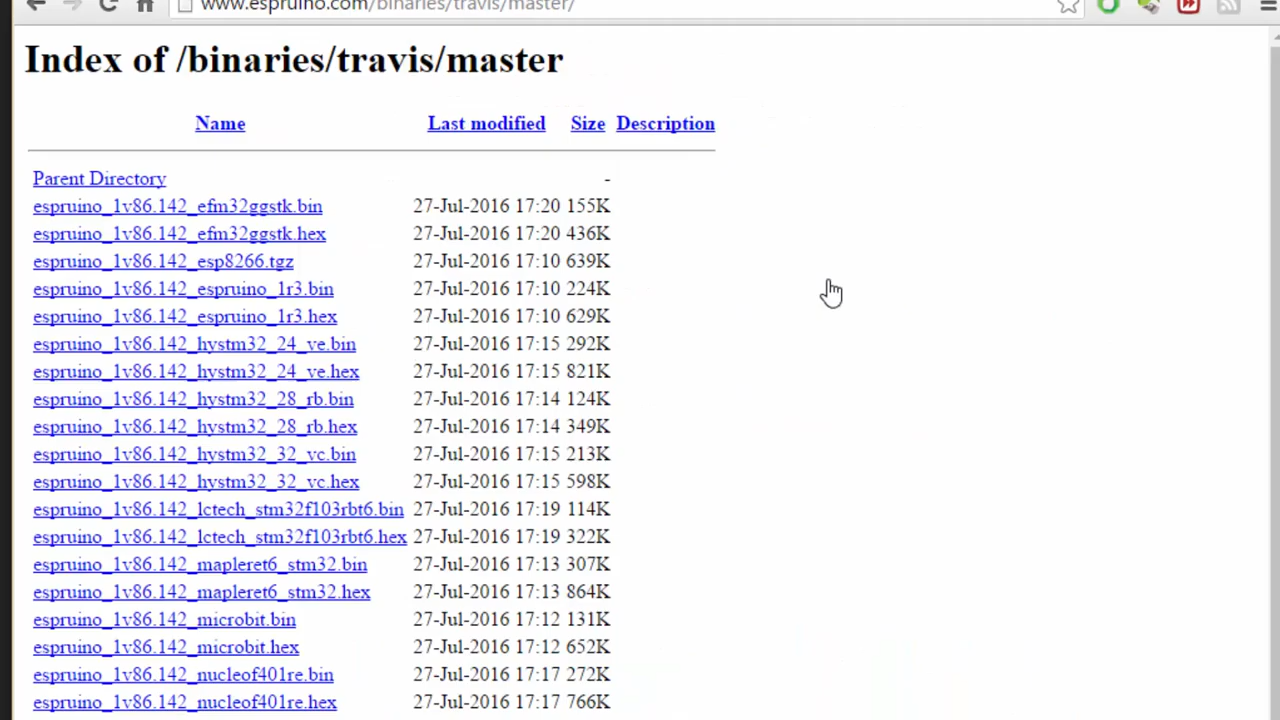 www.espruino.com/binaries/travis/master/
Index of /binaries/travis/master
Name Last modified Size Description
Parent Directory -
espruino_1v86.142_efm32ggstk.bin 27-Jul-2016 17:20 155K
espruino_1v86.142_efm32ggstk.hex 27-Jul-2016 17:20 436K
espruino_1v86.142_esp8266.tgz 27-Jul-2016 17:10 639K
espruino_1v86.142_espruino_1r3.bin 27-Jul-2016 17:10 224K
espruino_1v86.142_espruino_1r3.hex 27-Jul-2016 17:10 629K
espruino_1v86.142_hystm32_24_ve.bin 27-Jul-2016 17:15 292K
espruino_1v86.142_hystm32_24_ve.hex 27-Jul-2016 17:15 821K
espruino_1v86.142_hystm32_28_rb.bin 27-Jul-2016 17:14 124K
espruino_1v86.142_hystm32_28_rb.hex 27-Jul-2016 17:14 349K
espruino_1v86.142_hystm32_32_vc.bin 27-Jul-2016 17:15 213K
espruino_1v86.142_hystm32_32_vc.hex 27-Jul-2016 17:15 598K
espruino_1v86.142_lctech_stm32f103rbt6.bin 27-Jul-2016 17:19 114K
espruino_1v86.142_lctech_stm32f103rbt6.hex 27-Jul-2016 17:19 322K
espruino_1v86.142_mapleret6_stm32.bin 27-Jul-2016 17:13 307K
espruino_1v86.142_mapleret6_stm32.hex 27-Jul-2016 17:13 864K
espruino_1v86.142_microbit.bin 27-Jul-2016 17:12 131K
espruino_1v86.142_microbit.hex 27-Jul-2016 17:12 652K
espruino_1v86.142_nucleof401re.bin 27-Jul-2016 17:17 272K
espruino_1v86.142_nucleof401re.hex 27-Jul-2016 17:17 766K